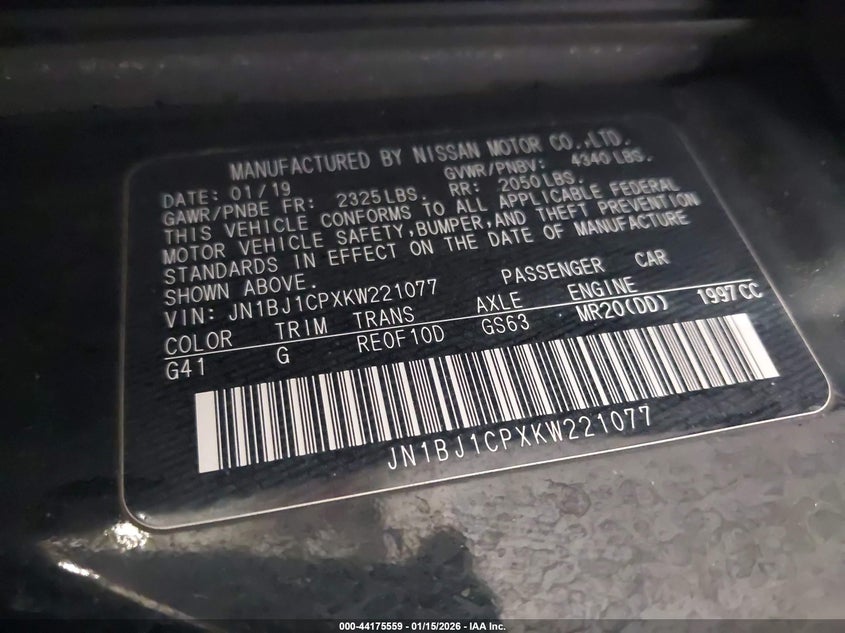 MANUFACTURED BY NISSAN MOTOR CO.,LTD.
DATE: 01/19 GVWR/PNBV: 4340LBS.
GAWR/PNBE FR: 2325LBS. RR: 2050LBS.
THIS VEHICLE CONFORMS TO ALL APPLICABLE FEDERAL
MOTOR VEHICLE SAFETY,BUMPER,AND THEFT PREVENTION
STANDARDS IN EFFECT ON THE DATE OF MANUFACTURE
SHOWN ABOVE.
VIN: JN1BJ1CPXKW221077 PASSENGER CAR
COLOR TRIM TRANS AXLE ENGINE
G41 G RE0F10D GS63 MR20(DD) 1997CC
JN1BJ1CPXKW221077
000-44175559 - 01/15/2026 - IAA Inc.